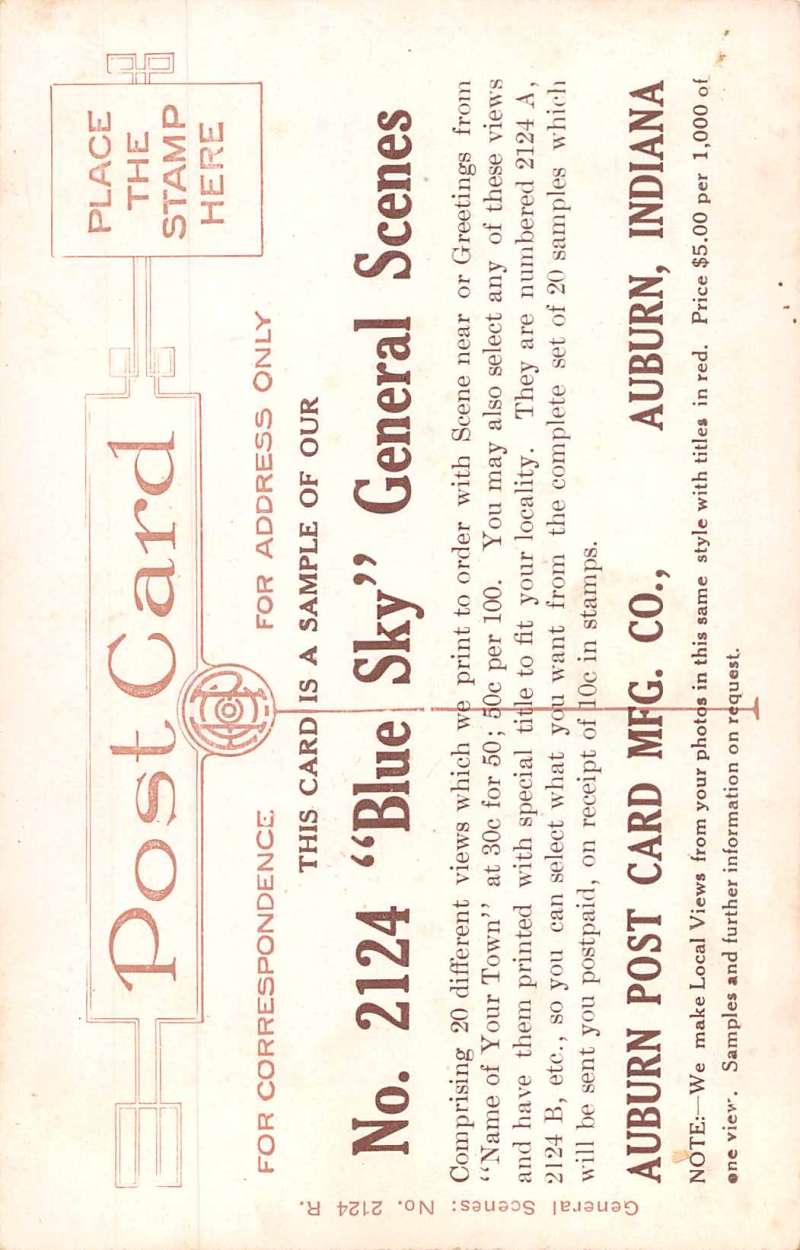 Post Card
PLACE
THE
STAMP
HERE
FOR CORRESPONDENCE
FOR ADDRESS ONLY
THIS CARD IS A SAMPLE OF OUR
No. 2124 "Blue Sky" General Scenes
Comprising 20 different views which we print to order with Scene near or Greetings from
"Name of Your Town" at 30c for 50; 50c per 100. You may also select any of these views
and have them printed with special title to fit your locality. They are numbered 2124 A,
2124 B, etc., so you can select what you want from the complete set of 20 samples which
will be sent you postpaid, on receipt of 10c in stamps.
AUBURN POST CARD MFG. CO., AUBURN, INDIANA
NOTE:—We make Local Views from your photos in this same style with titles in red. Price $5.00 per 1,000 of
one view. Samples and further information on request.
General Scenes: No. 2124 R.